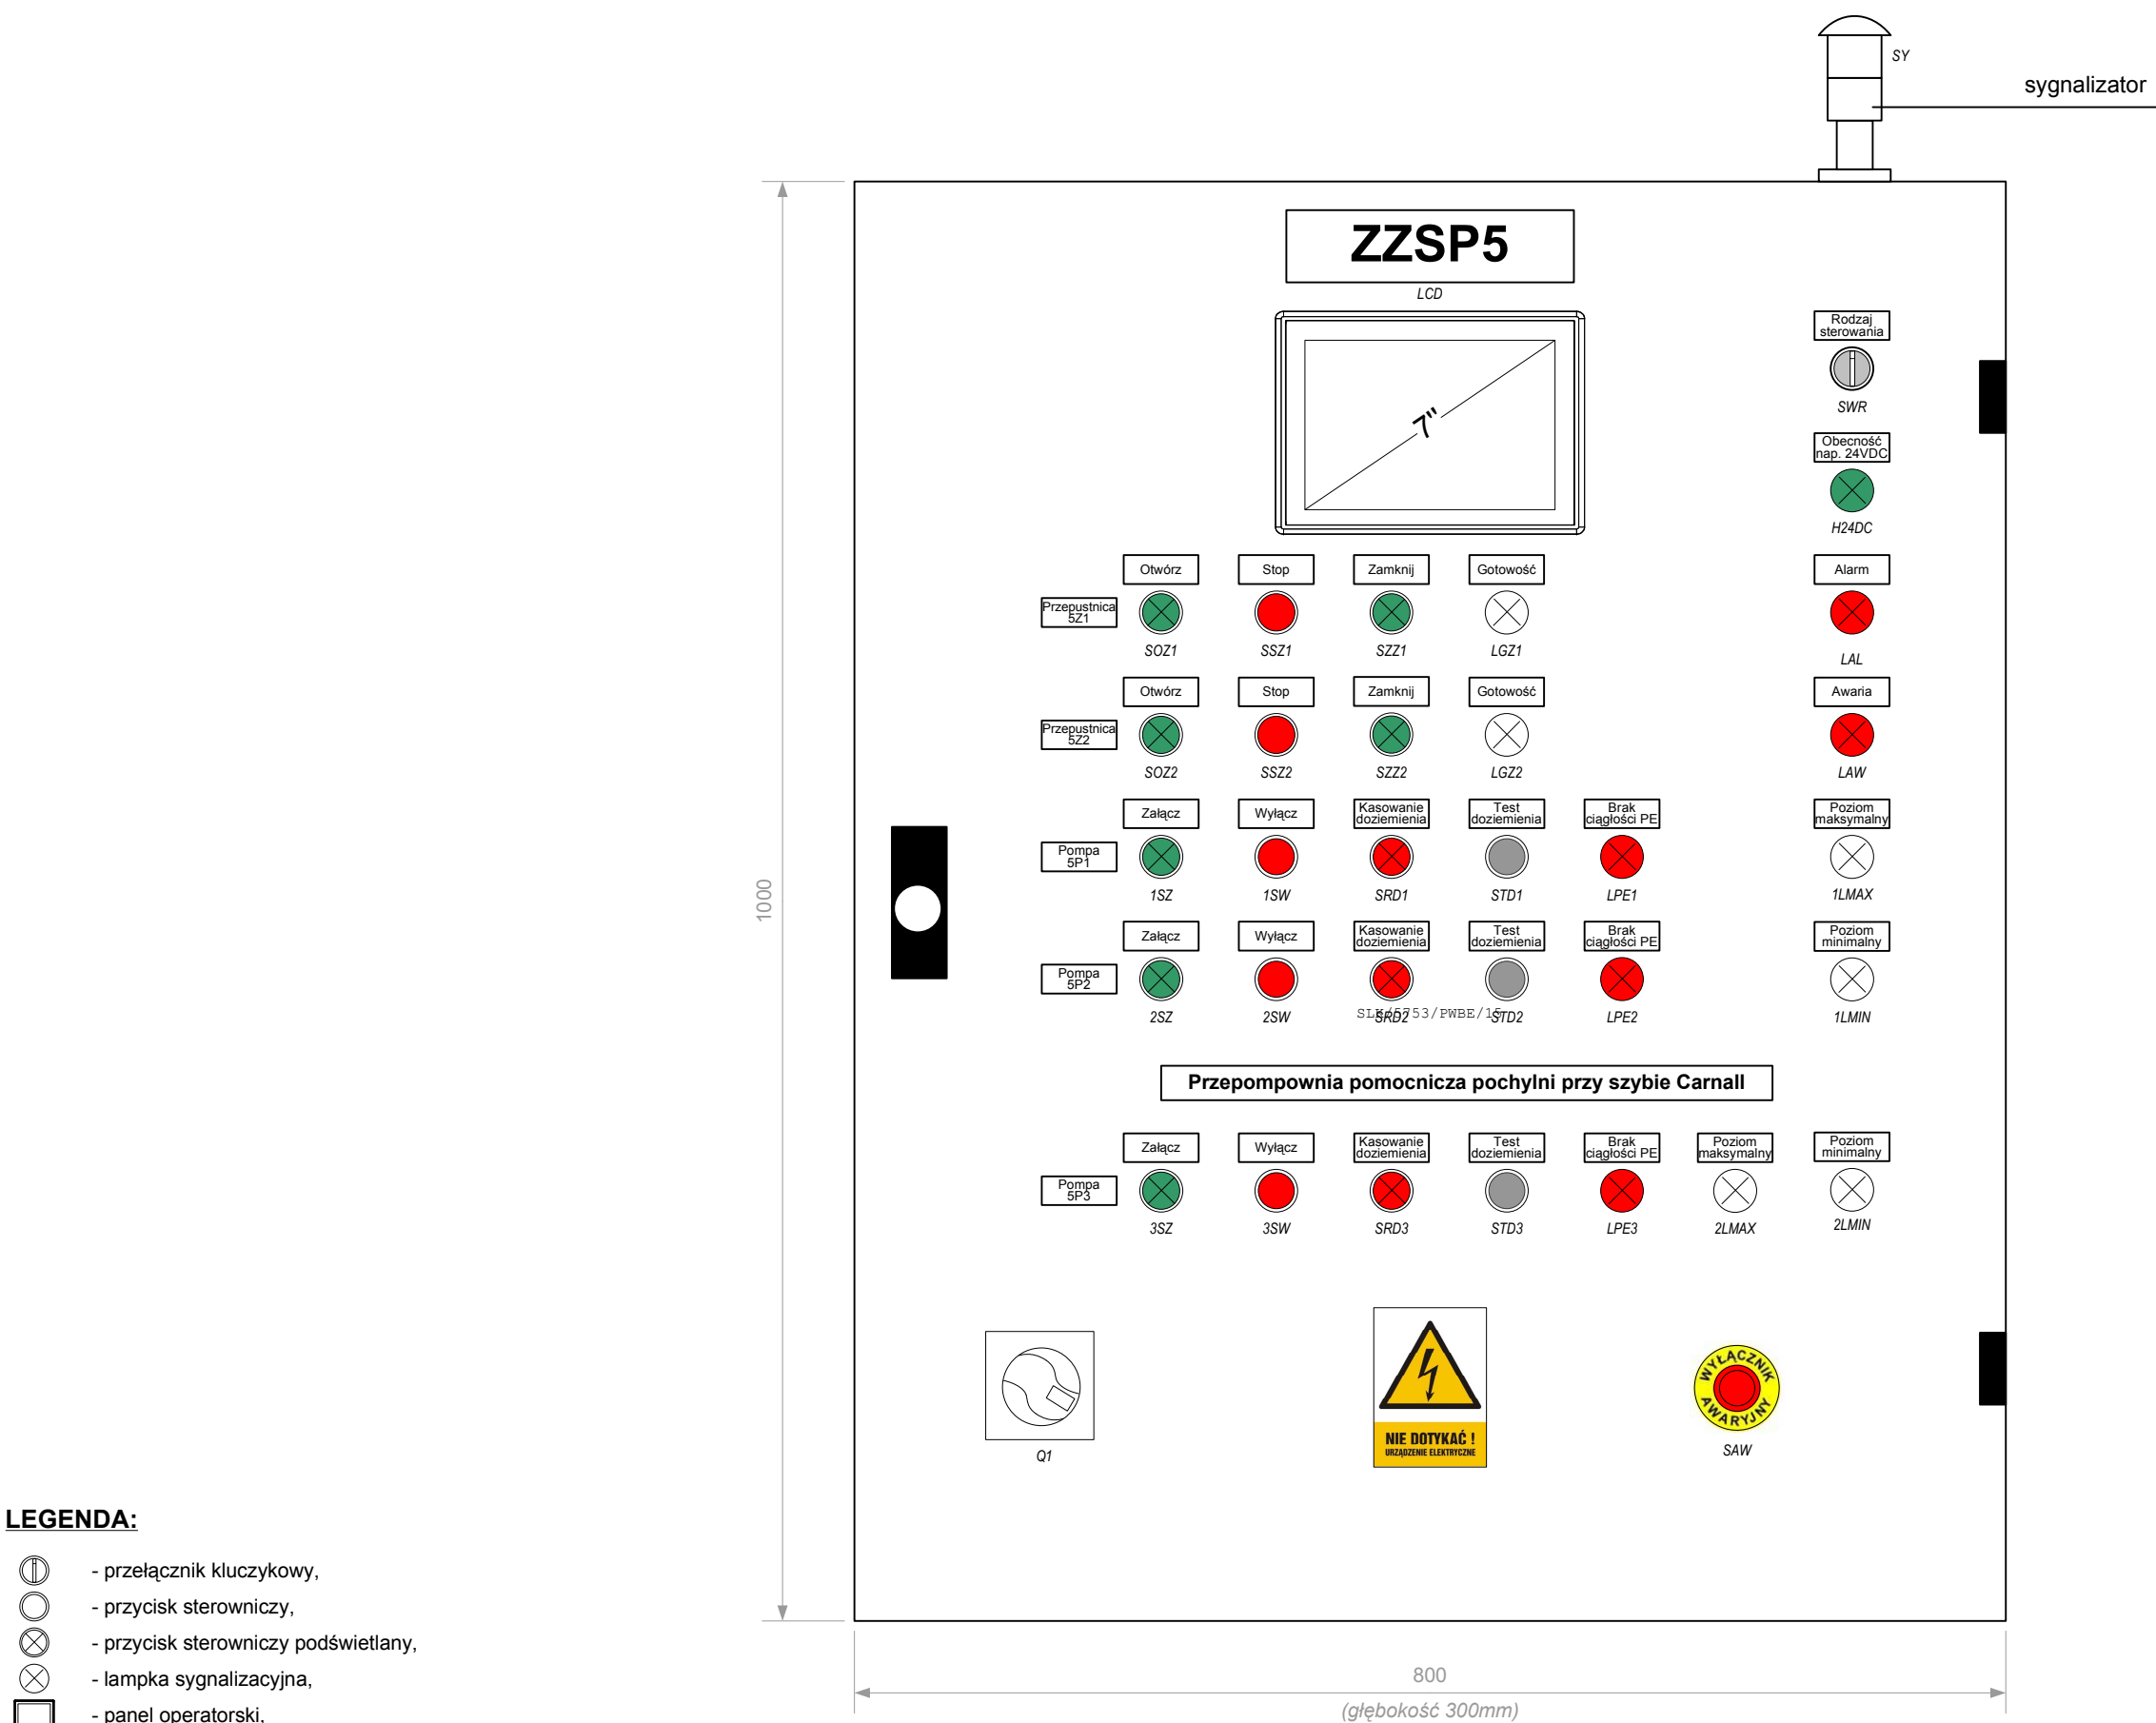 SY
sygnalizator
ZZSP5
LCD
7"
Rodzaj
sterowania
SWR
Obecność
nap. 24VDC
H24DC
Otwórz Stop Zamknij Gotowość Alarm
Przepustnica
5Z1
SOZ1 SSZ1 SZZ1 LGZ1 LAL
Otwórz Stop Zamknij Gotowość Awaria
Przepustnica
5Z2
SOZ2 SSZ2 SZZ2 LGZ2 LAW
Załącz Wyłącz Kasowanie doziemienia Test doziemienia Brak ciągłości PE Poziom maksymalny
Pompa
5P1
1SZ 1SW SRD1 STD1 LPE1 1LMAX
Załącz Wyłącz Kasowanie doziemienia Test doziemienia Brak ciągłości PE Poziom minimalny
Pompa
5P2
2SZ 2SW SRD2 STD2 LPE2 1LMIN
SLK/5753/PWBE/15
Przepompownia pomocnicza pochylni przy szybie Carnall
Załącz Wyłącz Kasowanie doziemienia Test doziemienia Brak ciągłości PE Poziom maksymalny Poziom minimalny
Pompa
5P3
3SZ 3SW SRD3 STD3 LPE3 2LMAX 2LMIN
Q1
NIE DOTYKAĆ !
URZĄDZENIE ELEKTRYCZNE
WYŁĄCZNIK
AWARYJNY
SAW
1000
800
(głębokość 300mm)
LEGENDA:
- przełącznik kluczykowy,
- przycisk sterowniczy,
- przycisk sterowniczy podświetlany,
- lampka sygnalizacyjna,
- panel operatorski,